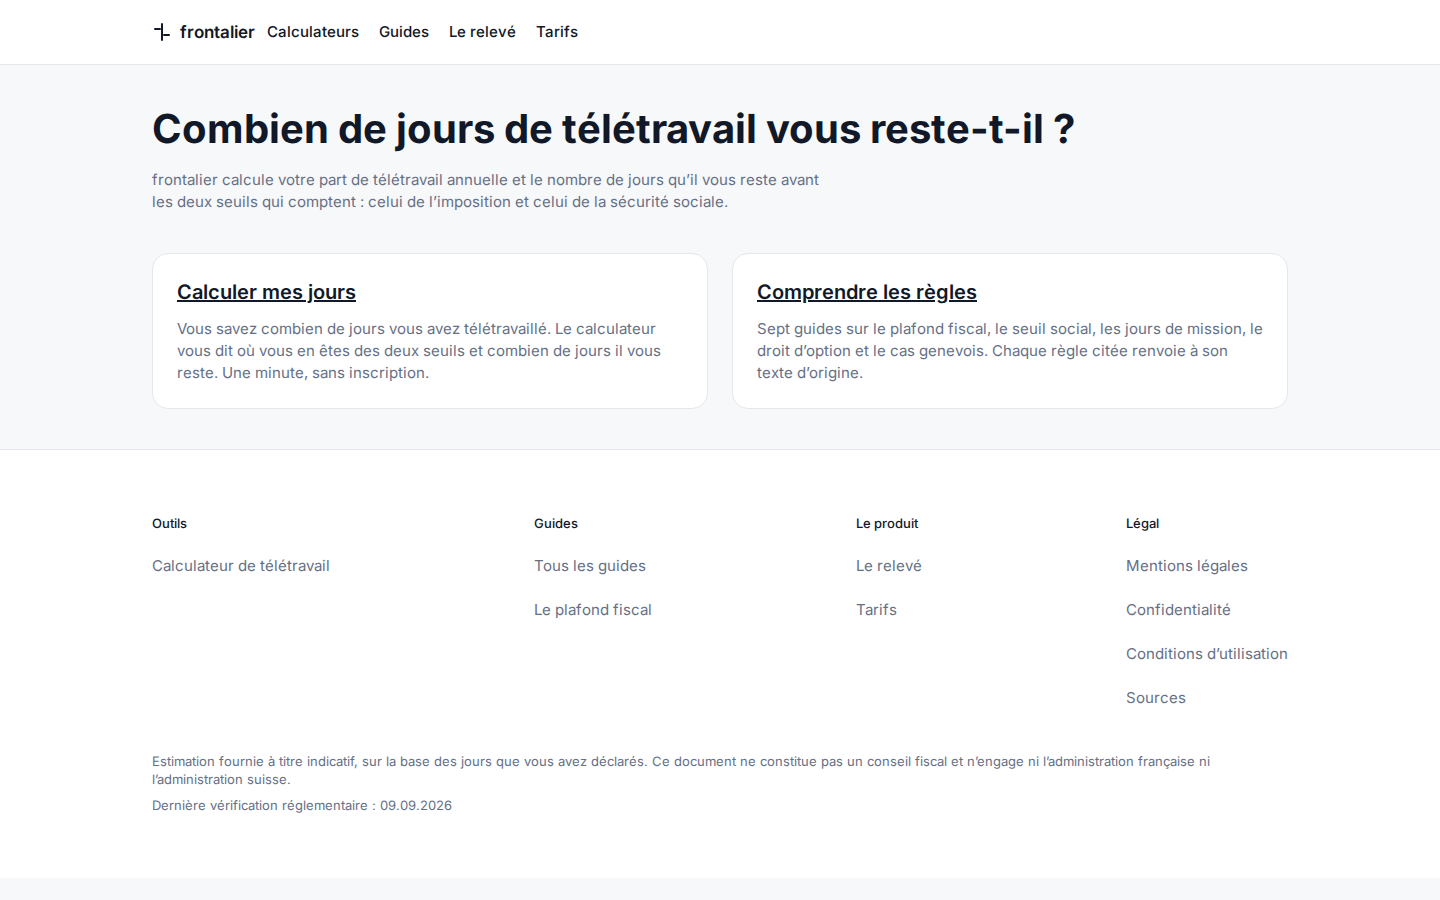 frontalier Calculateurs Guides Le relevé Tarifs
Combien de jours de télétravail vous reste-t-il ?
frontalier calcule votre part de télétravail annuelle et le nombre de jours qu’il vous reste avant
les deux seuils qui comptent : celui de l’imposition et celui de la sécurité sociale.
Calculer mes jours
Vous savez combien de jours vous avez télétravaillé. Le calculateur
vous dit où vous en êtes des deux seuils et combien de jours il vous
reste. Une minute, sans inscription.
Comprendre les règles
Sept guides sur le plafond fiscal, le seuil social, les jours de mission, le
droit d’option et le cas genevois. Chaque règle citée renvoie à son
texte d’origine.
Outils
Calculateur de télétravail
Guides
Tous les guides
Le plafond fiscal
Le produit
Le relevé
Tarifs
Légal
Mentions légales
Confidentialité
Conditions d’utilisation
Sources
Estimation fournie à titre indicatif, sur la base des jours que vous avez déclarés. Ce document ne constitue pas un conseil fiscal et n’engage ni l’administration française ni
l’administration suisse.
Dernière vérification réglementaire : 09.09.2026